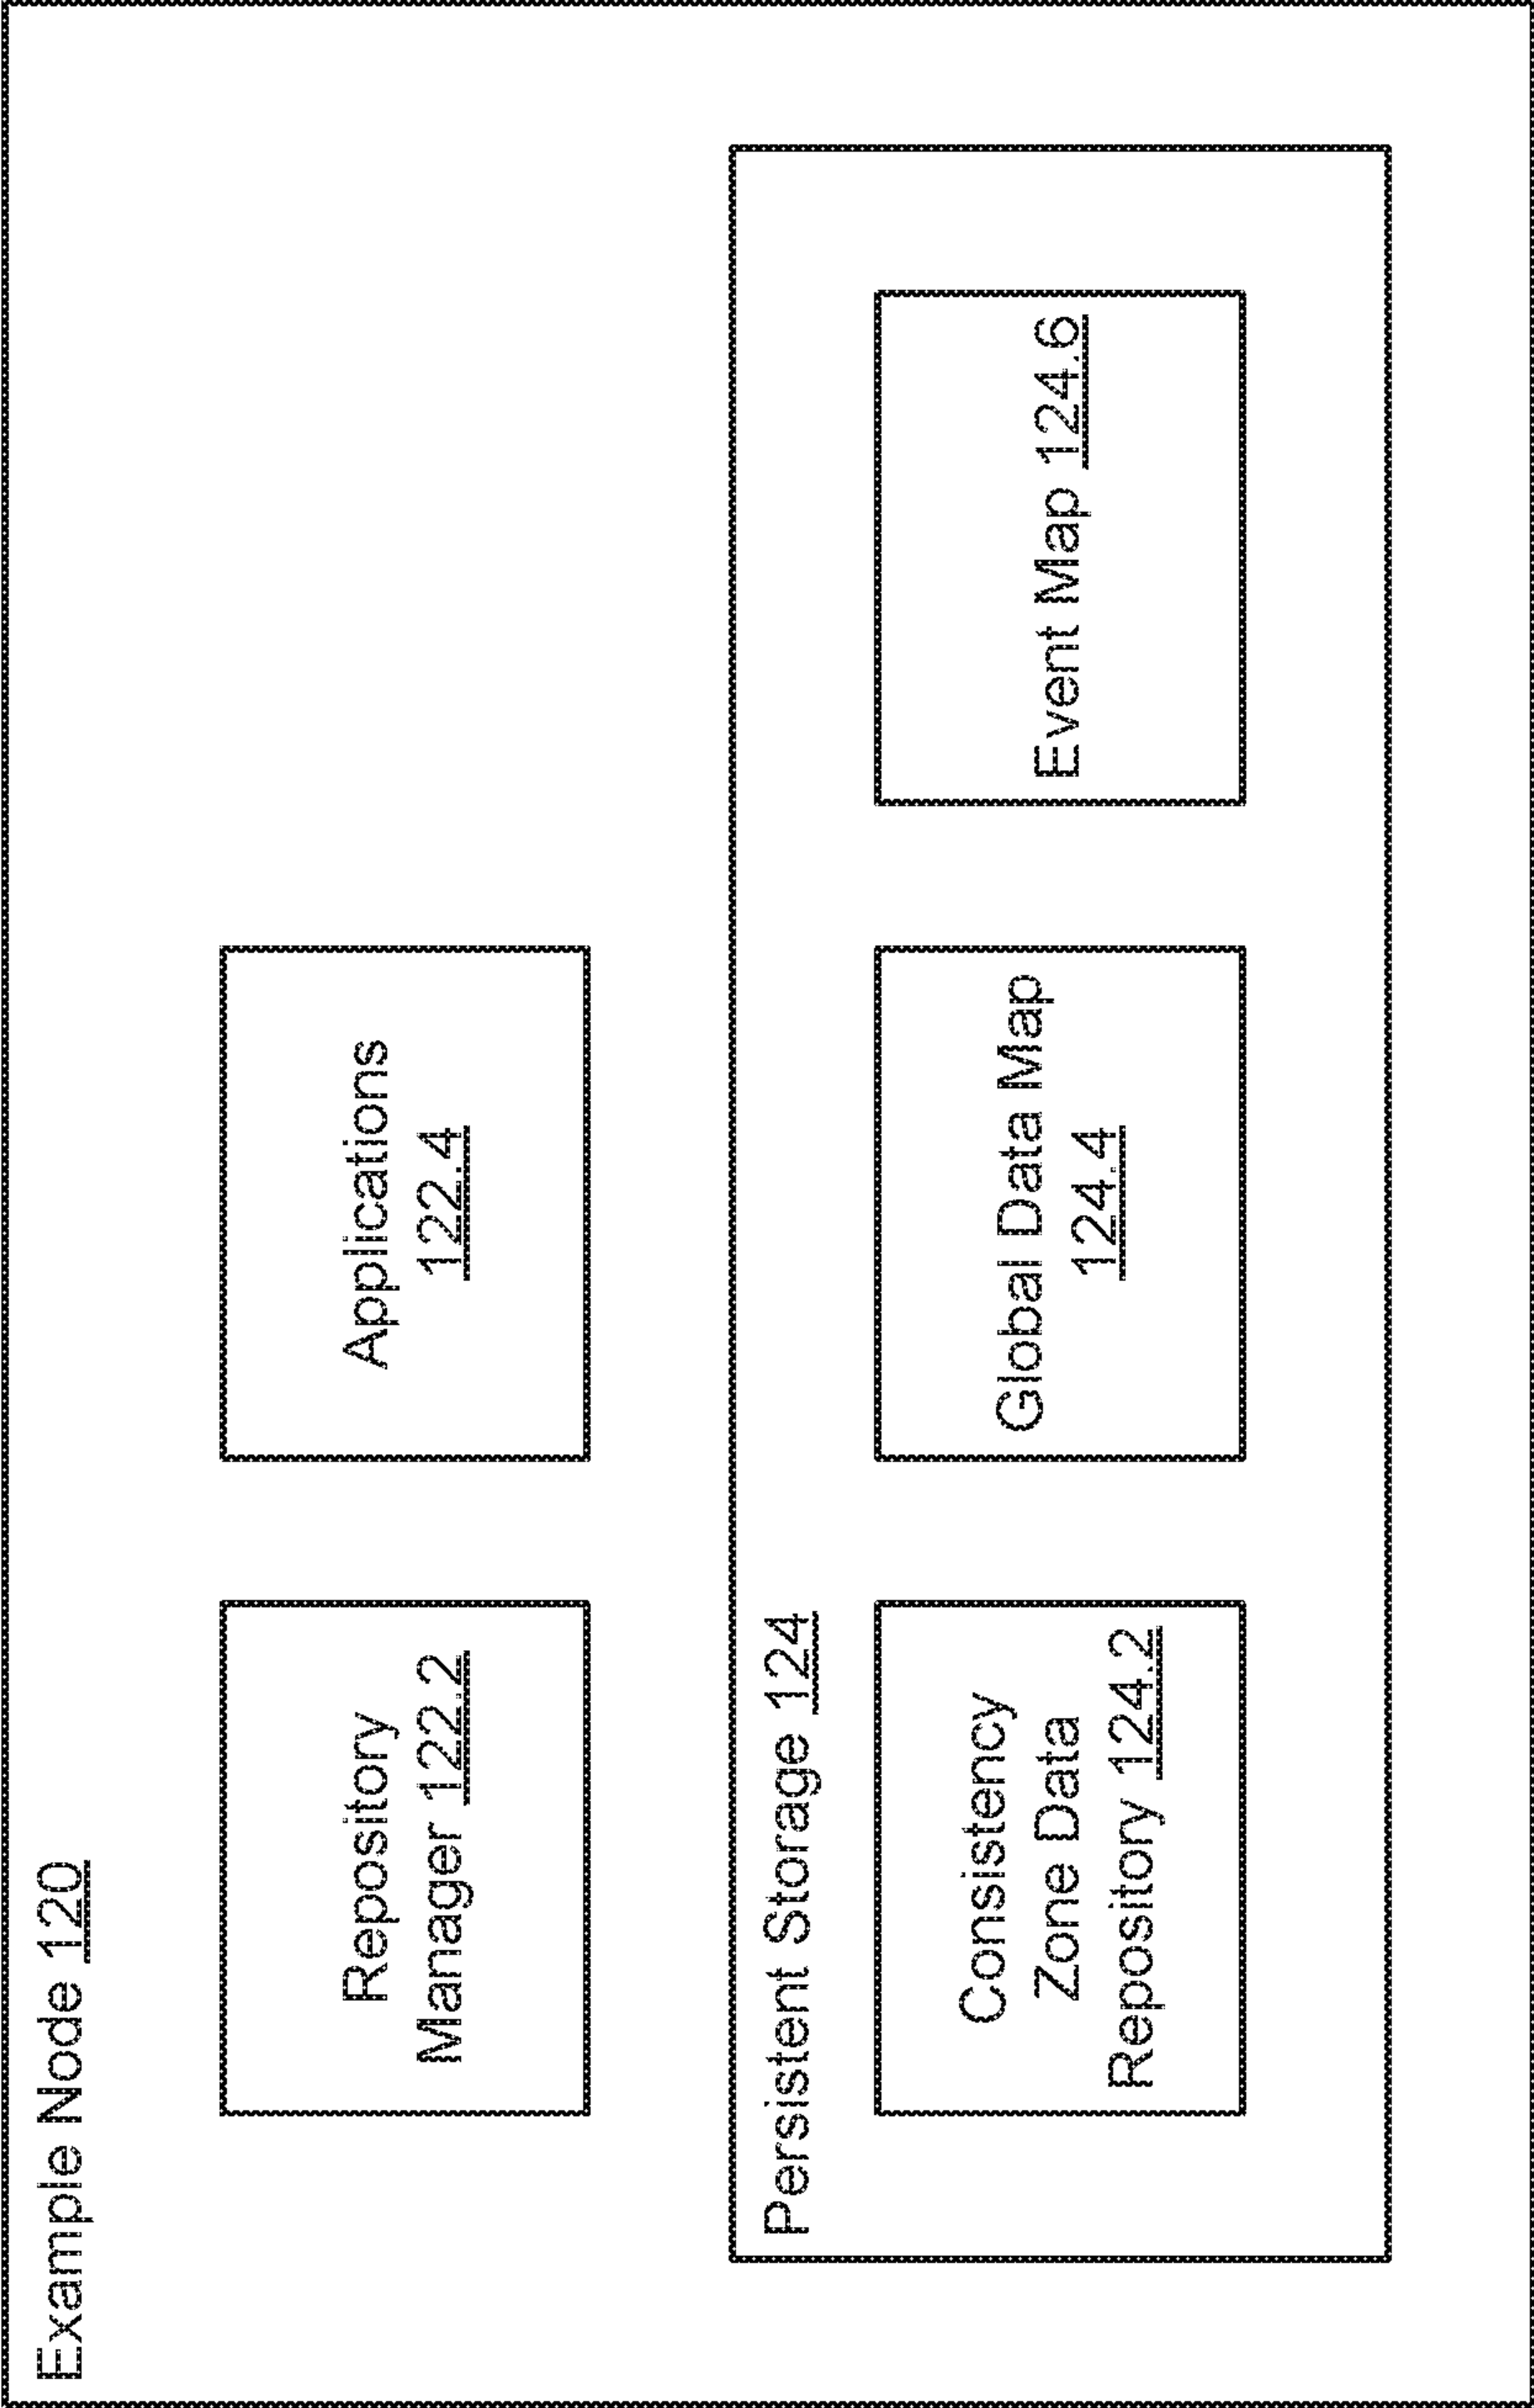 Example Node 120
Repository
Manager 122.2
Applications
122.4
Persistent Storage 124
Consistency
Zone Data
Repository 124.2
Global Data Map
124.4
Event Map 124.6